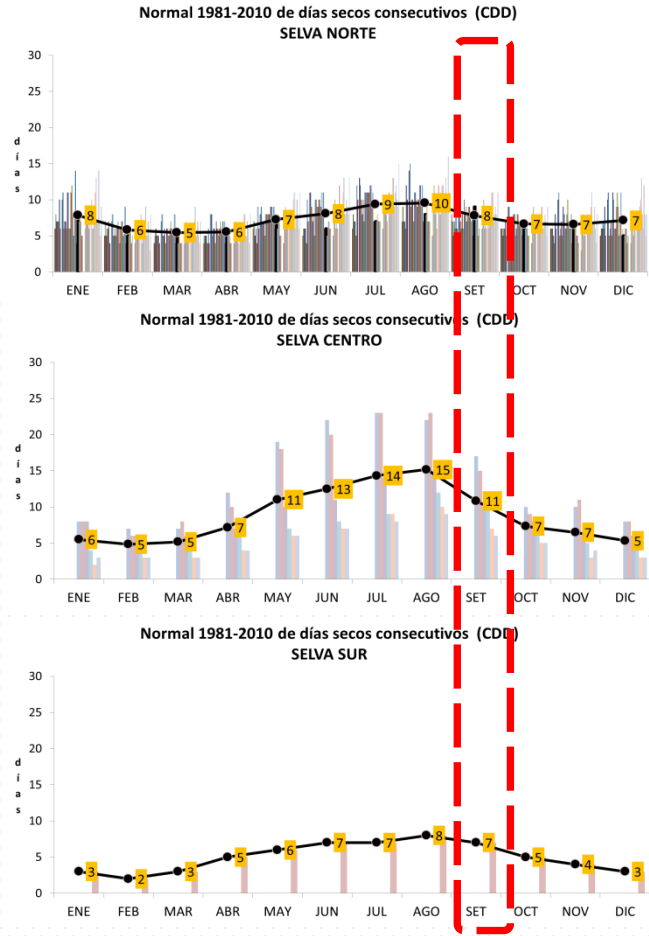 Normal 1981-2010 de días secos consecutivos (CDD)
SELVA NORTE
30
25
20
15
10
5
0
días
8 6 5 6 7 8 9 10 8 7 7 7
ENE FEB MAR ABR MAY JUN JUL AGO SET OCT NOV DIC
Normal 1981-2010 de días secos consecutivos (CDD)
SELVA CENTRO
30
25
20
15
10
5
0
días
6 5 5 7 11 13 14 15 11 7 7 5
ENE FEB MAR ABR MAY JUN JUL AGO SET OCT NOV DIC
Normal 1981-2010 de días secos consecutivos (CDD)
SELVA SUR
30
25
20
15
10
5
0
días
3 2 3 5 6 7 7 8 7 5 4 3
ENE FEB MAR ABR MAY JUN JUL AGO SET OCT NOV DIC